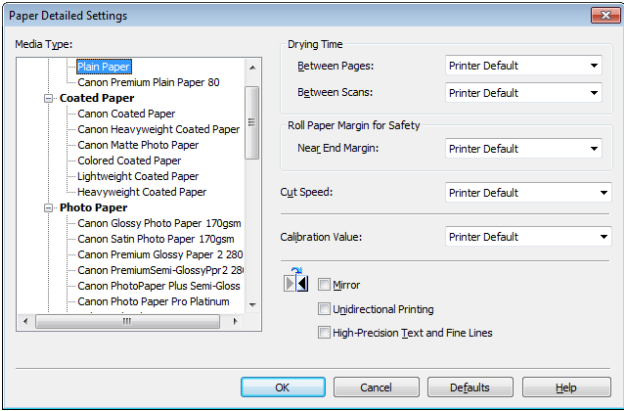 Paper Detailed Settings
Media Type:
Plain Paper
Canon Premium Plain Paper 80
Coated Paper
Canon Coated Paper
Canon Heavyweight Coated Paper
Canon Matte Photo Paper
Colored Coated Paper
Lightweight Coated Paper
Heavyweight Coated Paper
Photo Paper
Canon Glossy Photo Paper 170gsm
Canon Satin Photo Paper 170gsm
Canon Premium Glossy Paper 2 280
Canon PremiumSemi-GlossyPpr2 28
Canon PhotoPaper Plus Semi-Gloss
Canon Photo Paper Pro Platinum
Drying Time
Between Pages: Printer Default
Between Scans: Printer Default
Roll Paper Margin for Safety
Near End Margin: Printer Default
Cut Speed: Printer Default
Calibration Value: Printer Default
Mirror
Unidirectional Printing
High-Precision Text and Fine Lines
OK Cancel Defaults Help